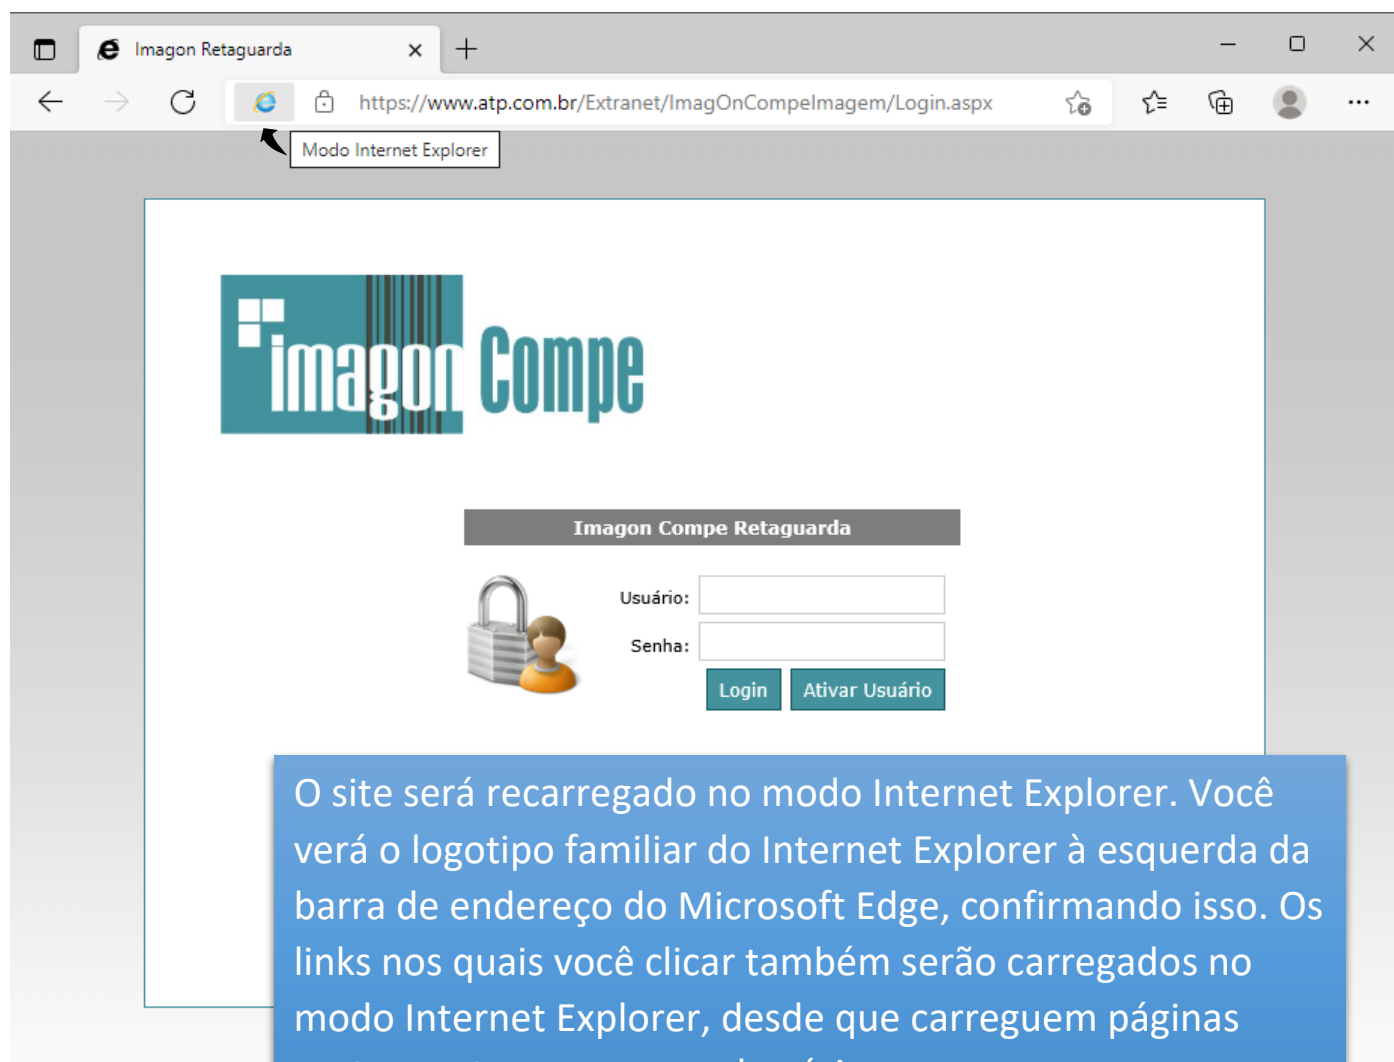 Imagon Retaguarda
https://www.atp.com.br/Extranet/ImagOnCompeImagem/Login.aspx
Modo Internet Explorer
imagon Compe
Imagon Compe Retaguarda
Usuário:
Senha:
Login Ativar Usuário
O site será recarregado no modo Internet Explorer. Você
verá o logotipo familiar do Internet Explorer à esquerda da
barra de endereço do Microsoft Edge, confirmando isso. Os
links nos quais você clicar também serão carregados no
modo Internet Explorer, desde que carreguem páginas